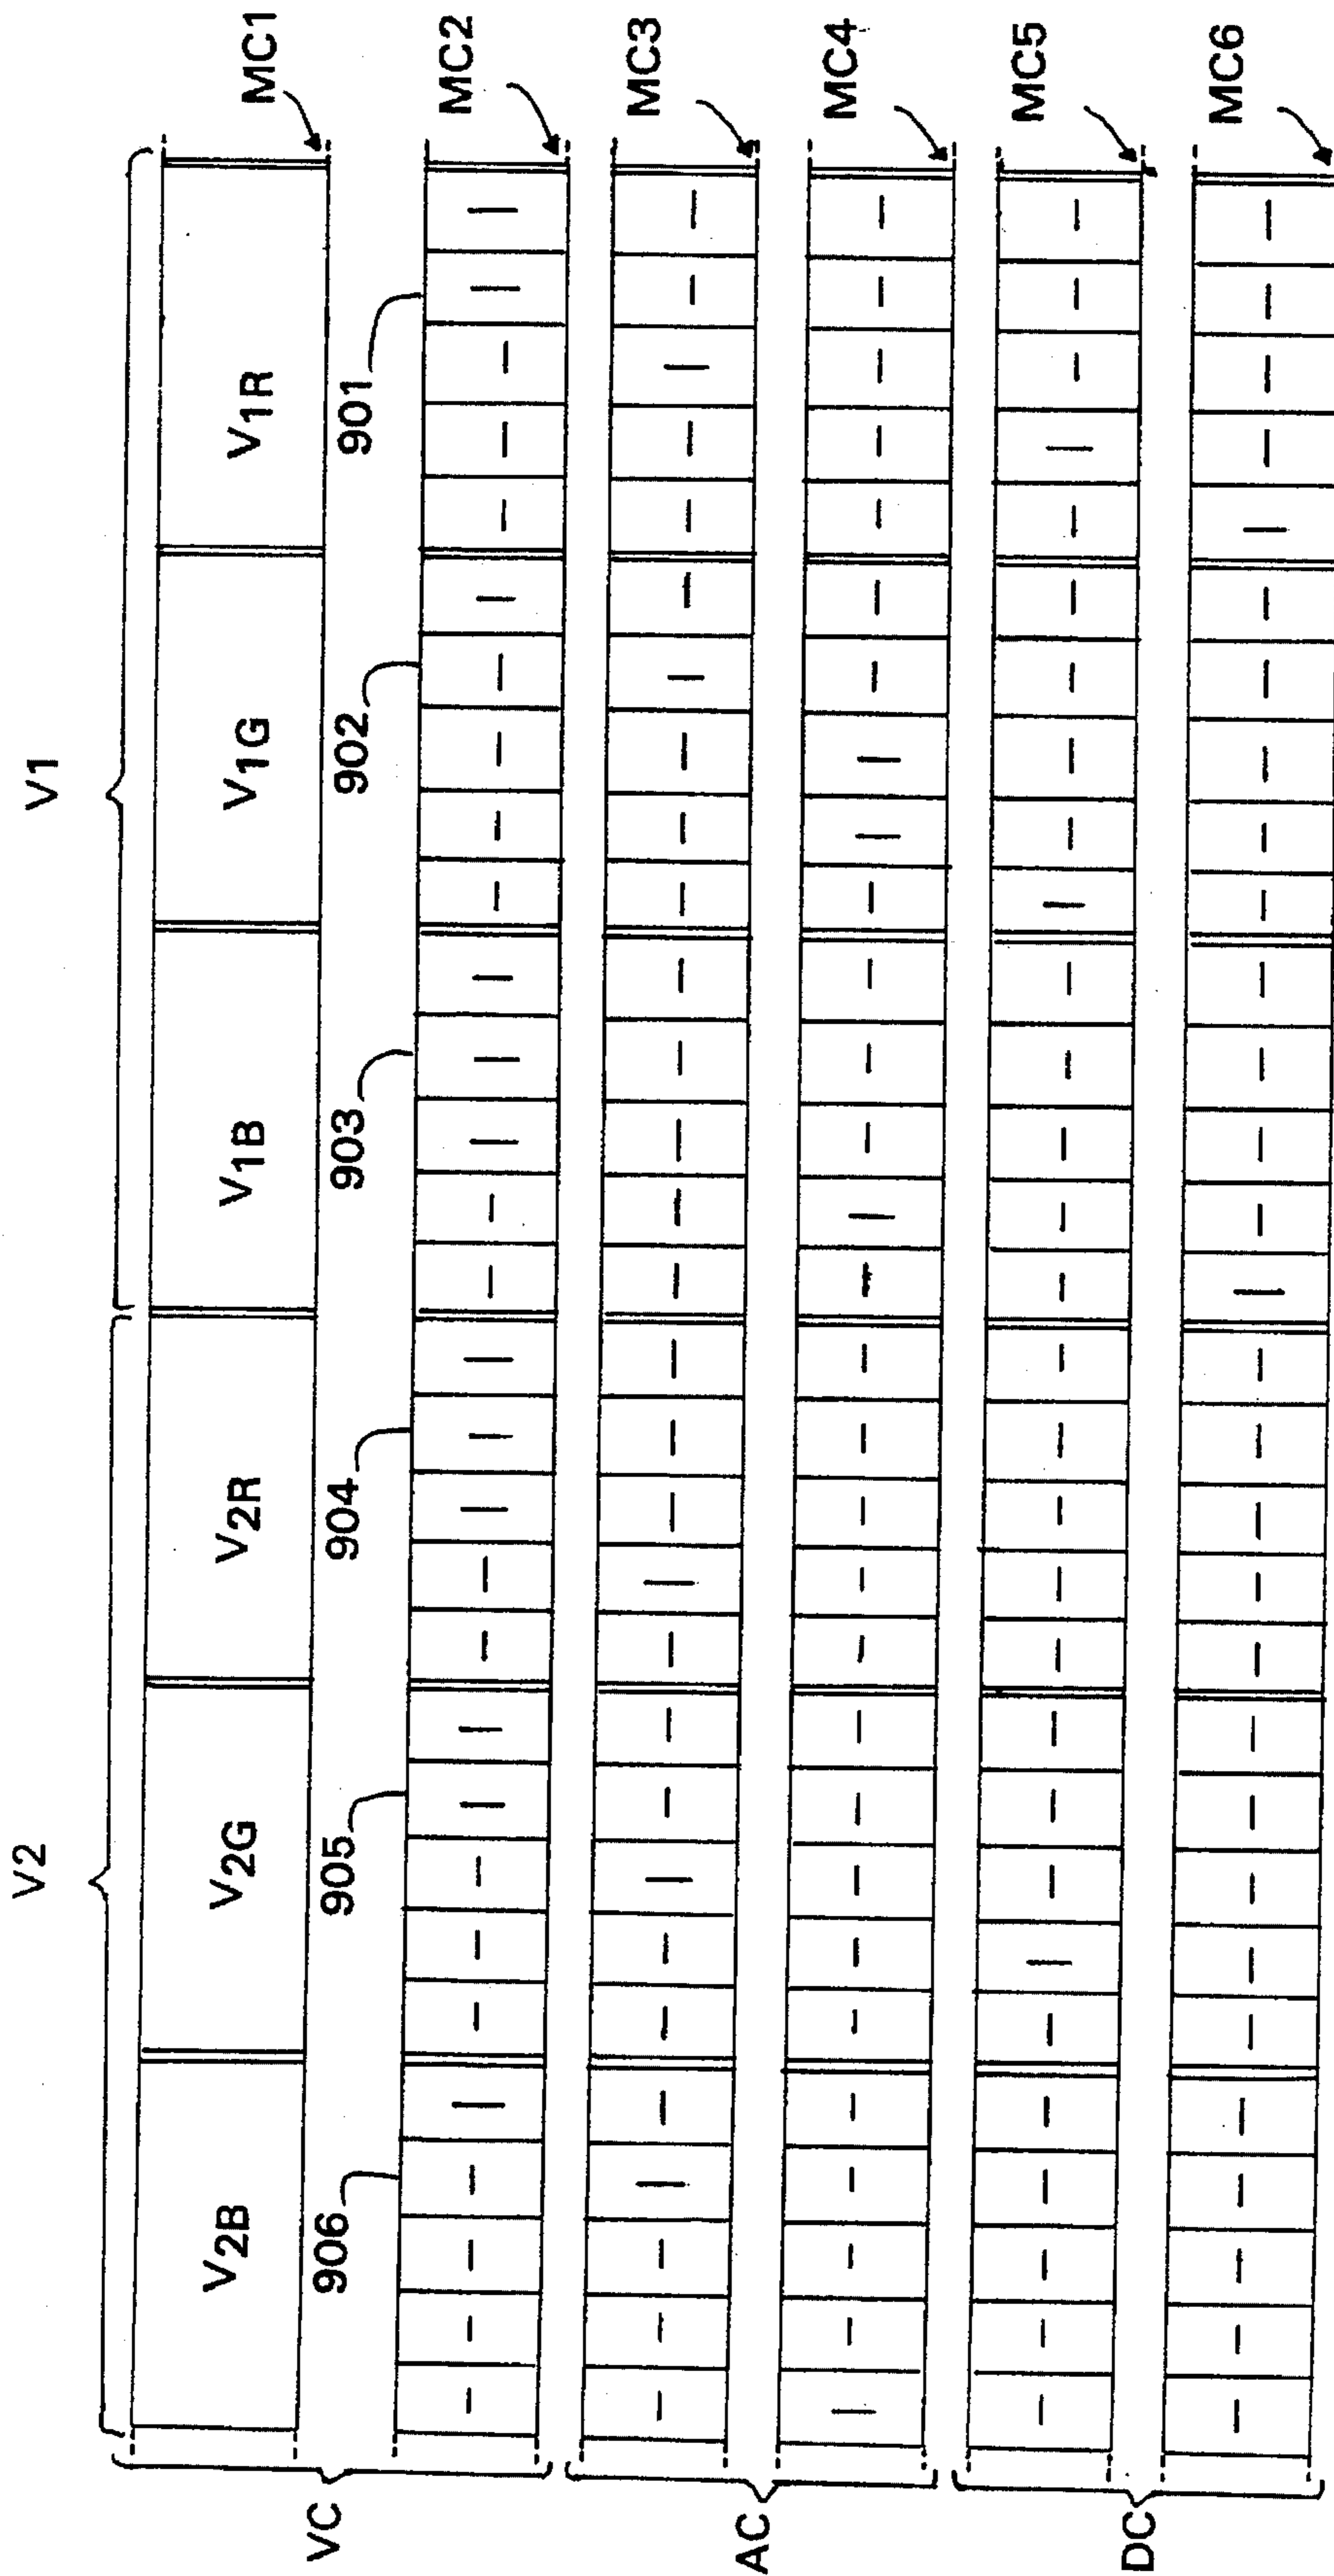 V2 V1
V2B V2G V2R V1B V1G V1R MC1
VC 906 905 904 903 902 901
MC2
MC3
AC
MC4
MC5
DC
MC6